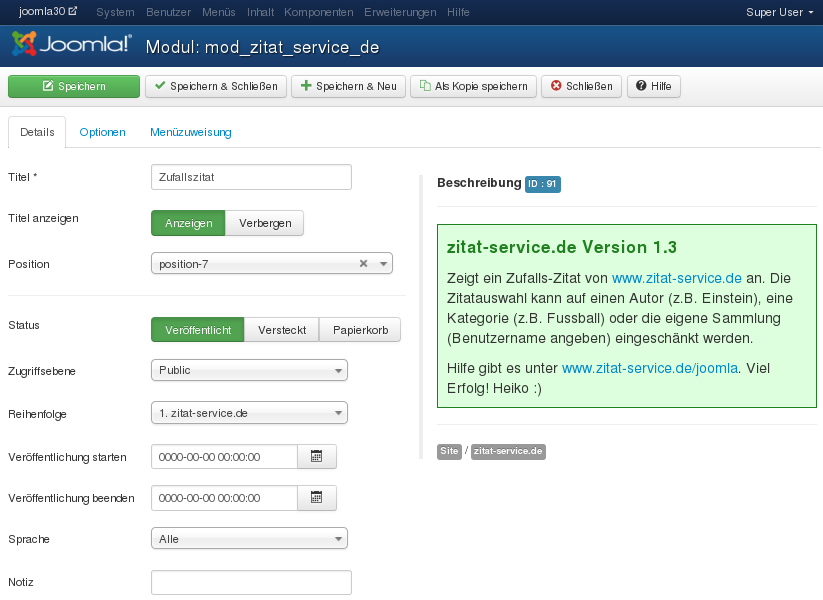 joomla30 System Benutzer Menüs Inhalt Komponenten Erweiterungen Hilfe Super User
Joomla!® Modul: mod_zitat_service_de
Speichern Speichern & Schließen Speichern & Neu Als Kopie speichern Schließen Hilfe
Details Optionen Menüzuweisung
Titel * Zufallszitat
Titel anzeigen Anzeigen Verbergen
Position position-7
Status Veröffentlicht Versteckt Papierkorb
Zugriffsebene Public
Reihenfolge 1. zitat-service.de
Veröffentlichung starten 0000-00-00 00:00:00
Veröffentlichung beenden 0000-00-00 00:00:00
Sprache Alle
Notiz
Beschreibung ID : 91
zitat-service.de Version 1.3
Zeigt ein Zufalls-Zitat von www.zitat-service.de an. Die
Zitatauswahl kann auf einen Autor (z.B. Einstein), eine
Kategorie (z.B. Fussball) oder die eigene Sammlung
(Benutzername angeben) eingeschänkt werden.
Hilfe gibt es unter www.zitat-service.de/joomla. Viel
Erfolg! Heiko :)
Site / zitat-service.de